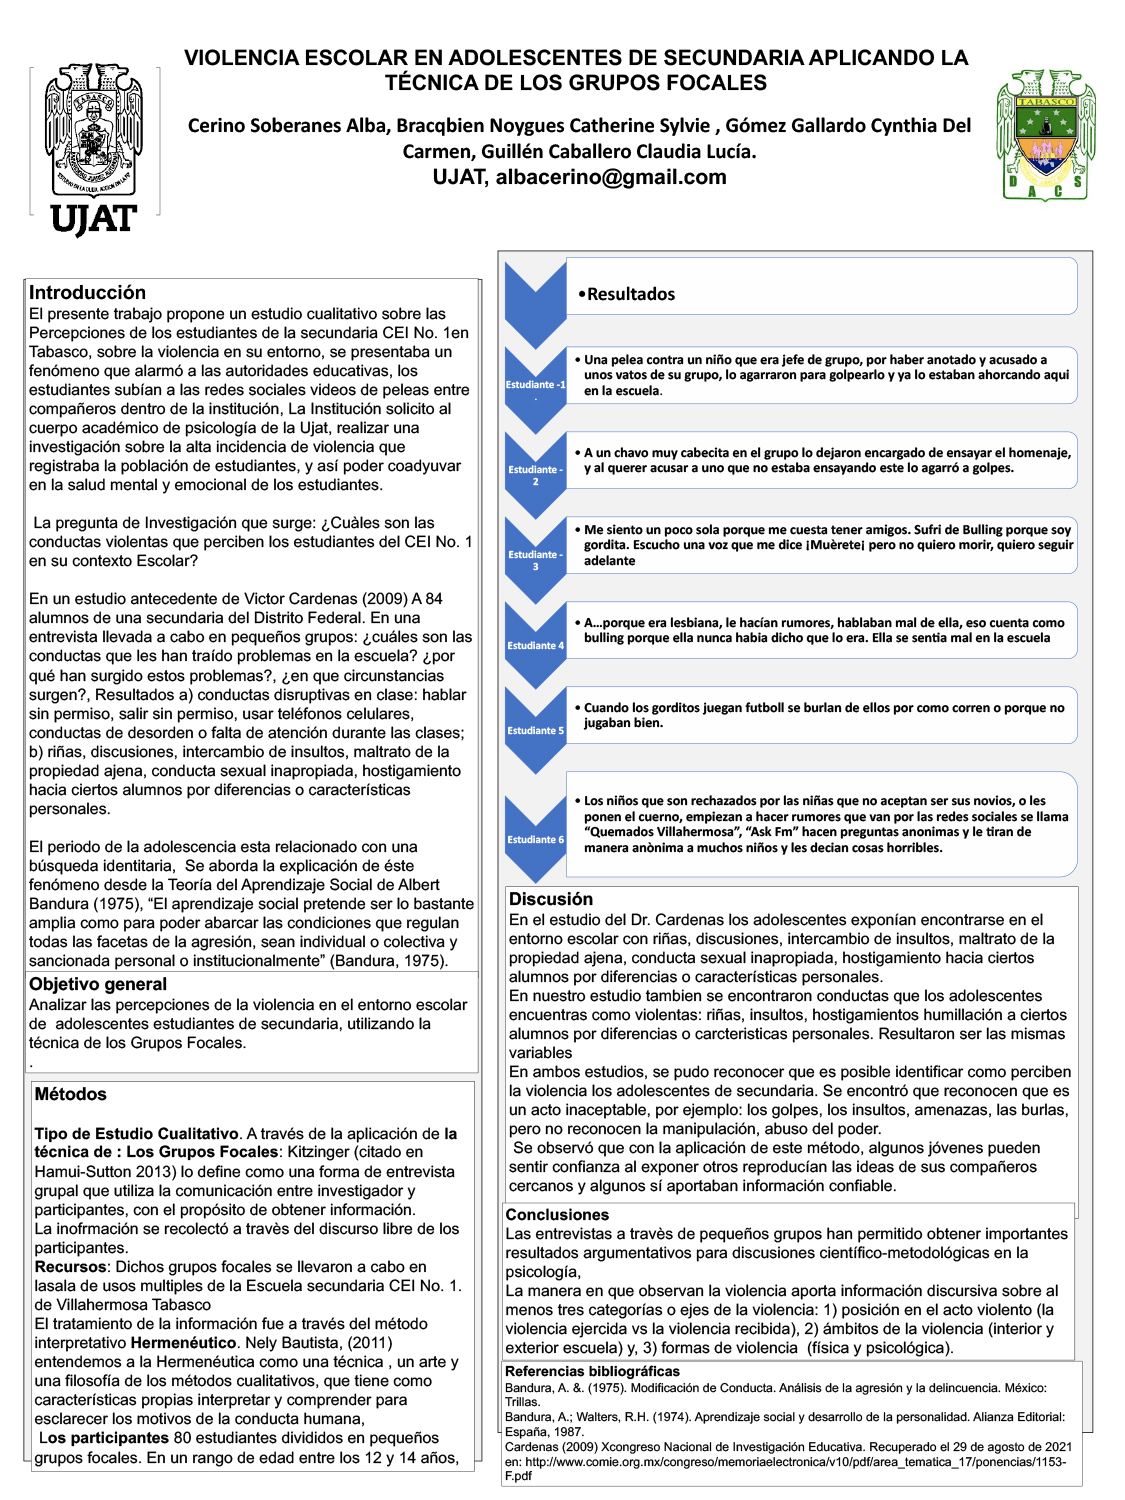 VIOLENCIA ESCOLAR EN ADOLESCENTES DE SECUNDARIA APLICANDO LA
TÉCNICA DE LOS GRUPOS FOCALES
Cerino Soberanes Alba, Bracqbien Noygues Catherine Sylvie , Gómez Gallardo Cynthia Del
Carmen, Guillén Caballero Claudia Lucía.
UJAT, albacerino@gmail.com
UJAT
TABASCO
D A C S
Introducción
El presente trabajo propone un estudio cualitativo sobre las
Percepciones de los estudiantes de la secundaria CEI No. 1en
Tabasco, sobre la violencia en su entorno, se presentaba un
fenómeno que alarmó a las autoridades educativas, los
estudiantes subían a las redes sociales videos de peleas entre
compañeros dentro de la institución, La Institución solicito al
cuerpo académico de psicología de la Ujat, realizar una
investigación sobre la alta incidencia de violencia que
registraba la población de estudiantes, y así poder coadyuvar
en la salud mental y emocional de los estudiantes.
La pregunta de Investigación que surge: ¿Cuàles son las
conductas violentas que perciben los estudiantes del CEI No. 1
en su contexto Escolar?
En un estudio antecedente de Victor Cardenas (2009) A 84
alumnos de una secundaria del Distrito Federal. En una
entrevista llevada a cabo en pequeños grupos: ¿cuáles son las
conductas que les han traído problemas en la escuela? ¿por
qué han surgido estos problemas?, ¿en que circunstancias
surgen?, Resultados a) conductas disruptivas en clase: hablar
sin permiso, salir sin permiso, usar teléfonos celulares,
conductas de desorden o falta de atención durante las clases;
b) riñas, discusiones, intercambio de insultos, maltrato de la
propiedad ajena, conducta sexual inapropiada, hostigamiento
hacia ciertos alumnos por diferencias o características
personales.
El periodo de la adolescencia esta relacionado con una
búsqueda identitaria,  Se aborda la explicación de éste
fenómeno desde la Teoría del Aprendizaje Social de Albert
Bandura (1975), “El aprendizaje social pretende ser lo bastante
amplia como para poder abarcar las condiciones que regulan
todas las facetas de la agresión, sean individual o colectiva y
sancionada personal o institucionalmente” (Bandura, 1975).
Objetivo general
Analizar las percepciones de la violencia en el entorno escolar
de  adolescentes estudiantes de secundaria, utilizando la
técnica de los Grupos Focales.
.
Métodos
Tipo de Estudio Cualitativo. A través de la aplicación de la
técnica de : Los Grupos Focales: Kitzinger (citado en
Hamui-Sutton 2013) lo define como una forma de entrevista
grupal que utiliza la comunicación entre investigador y
participantes, con el propósito de obtener información.
La inofrmación se recolectó a travès del discurso libre de los
participantes.
Recursos: Dichos grupos focales se llevaron a cabo en
lasala de usos multiples de la Escuela secundaria CEI No. 1.
de Villahermosa Tabasco
El tratamiento de la información fue a través del método
interpretativo Hermenéutico. Nely Bautista, (2011)
entendemos a la Hermenéutica como una técnica , un arte y
una filosofía de los métodos cualitativos, que tiene como
características propias interpretar y comprender para
esclarecer los motivos de la conducta humana,
Los participantes 80 estudiantes divididos en pequeños
grupos focales. En un rango de edad entre los 12 y 14 años,
•Resultados
Estudiante -1
.
• Una pelea contra un niño que era jefe de grupo, por haber anotado y acusado a
unos vatos de su grupo, lo agarraron para golpearlo y ya lo estaban ahorcando aqui
en la escuela.
Estudiante -
2
• A un chavo muy cabecita en el grupo lo dejaron encargado de ensayar el homenaje,
y al querer acusar a uno que no estaba ensayando este lo agarró a golpes.
Estudiante -
3
• Me siento un poco sola porque me cuesta tener amigos. Sufri de Bulling porque soy
gordita. Escucho una voz que me dice ¡Muèrete¡ pero no quiero morir, quiero seguir
adelante
Estudiante 4
• A...porque era lesbiana, le hacían rumores, hablaban mal de ella, eso cuenta como
bulling porque ella nunca habia dicho que lo era. Ella se sentia mal en la escuela
Estudiante 5
• Cuando los gorditos juegan futboll se burlan de ellos por como corren o porque no
jugaban bien.
Estudiante 6
• Los niños que son rechazados por las niñas que no aceptan ser sus novios, o les
ponen el cuerno, empiezan a hacer rumores que van por las redes sociales se llama
“Quemados Villahermosa”, “Ask Fm” hacen preguntas anonimas y le tiran de
manera anònima a muchos niños y les decian cosas horribles.
Discusión
En el estudio del Dr. Cardenas los adolescentes exponían encontrarse en el
entorno escolar con riñas, discusiones, intercambio de insultos, maltrato de la
propiedad ajena, conducta sexual inapropiada, hostigamiento hacia ciertos
alumnos por diferencias o características personales.
En nuestro estudio tambien se encontraron conductas que los adolescentes
encuentras como violentas: riñas, insultos, hostigamientos humillación a ciertos
alumnos por diferencias o carcteristicas personales. Resultaron ser las mismas
variables
En ambos estudios, se pudo reconocer que es posible identificar como perciben
la violencia los adolescentes de secundaria. Se encontró que reconocen que es
un acto inaceptable, por ejemplo: los golpes, los insultos, amenazas, las burlas,
pero no reconocen la manipulación, abuso del poder.
Se observó que con la aplicación de este método, algunos jóvenes pueden
sentir confianza al exponer otros reproducían las ideas de sus compañeros
cercanos y algunos sí aportaban información confiable.
Conclusiones
Las entrevistas a travès de pequeños grupos han permitido obtener importantes
resultados argumentativos para discusiones científico-metodológicas en la
psicología,
La manera en que observan la violencia aporta información discursiva sobre al
menos tres categorías o ejes de la violencia: 1) posición en el acto violento (la
violencia ejercida vs la violencia recibida), 2) ámbitos de la violencia (interior y
exterior escuela) y, 3) formas de violencia  (física y psicológica).
Referencias bibliográficas
Bandura, A. &. (1975). Modificación de Conducta. Análisis de la agresión y la delincuencia. México:
Trillas.
Bandura, A.; Walters, R.H. (1974). Aprendizaje social y desarrollo de la personalidad. Alianza Editorial:
España, 1987.
Cardenas (2009) Xcongreso Nacional de Investigación Educativa. Recuperado el 29 de agosto de 2021
en: http://www.comie.org.mx/congreso/memoriaelectronica/v10/pdf/area_tematica_17/ponencias/1153-
F.pdf